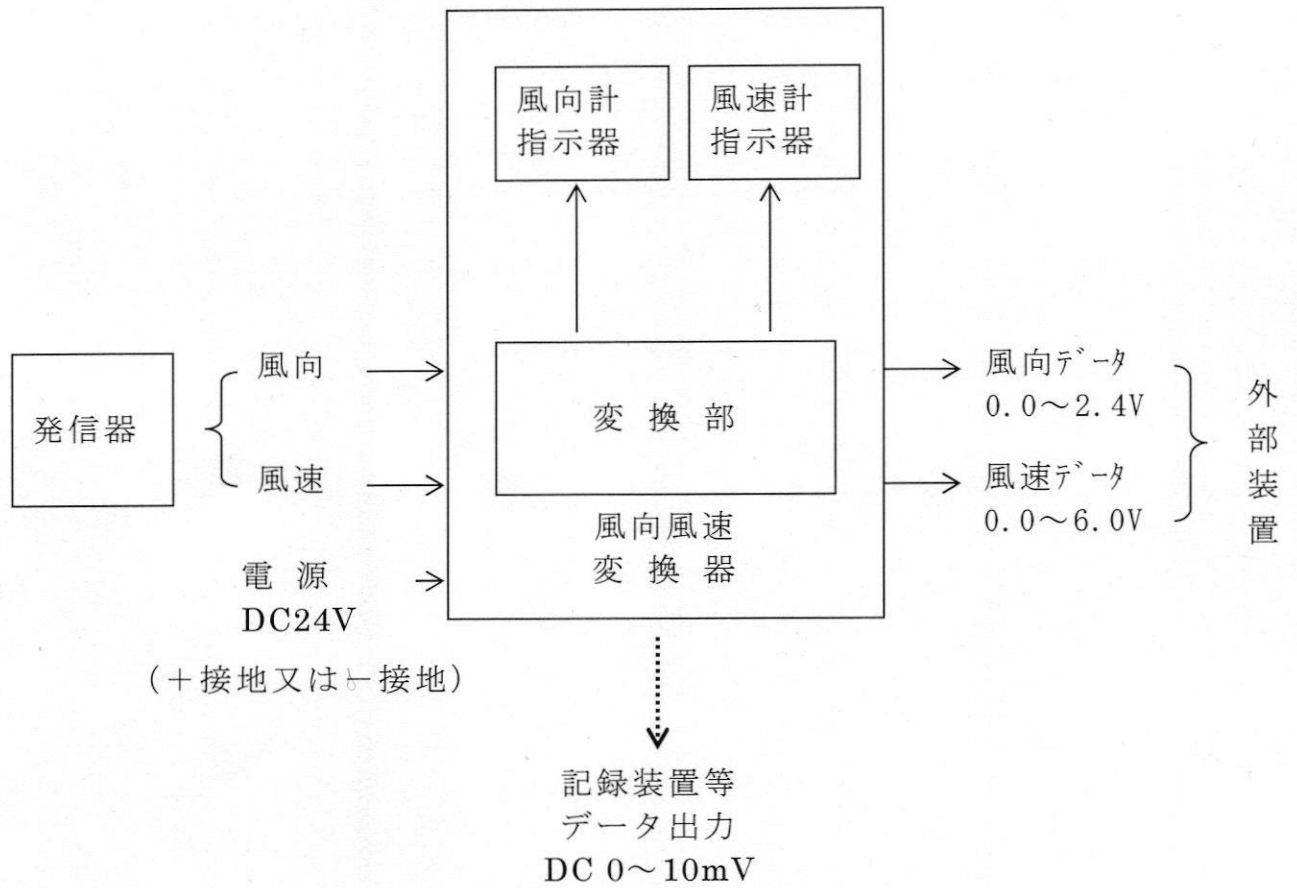 風向計
指示器
風速計
指示器
発信器
風向
風速
電源
DC24V
(＋接地又は－接地)
変換部
風向風速
変換器
風向ﾃﾞｰﾀ
0.0～2.4V
風速ﾃﾞｰﾀ
0.0～6.0V
外部装置
記録装置等
データ出力
DC 0～10mV